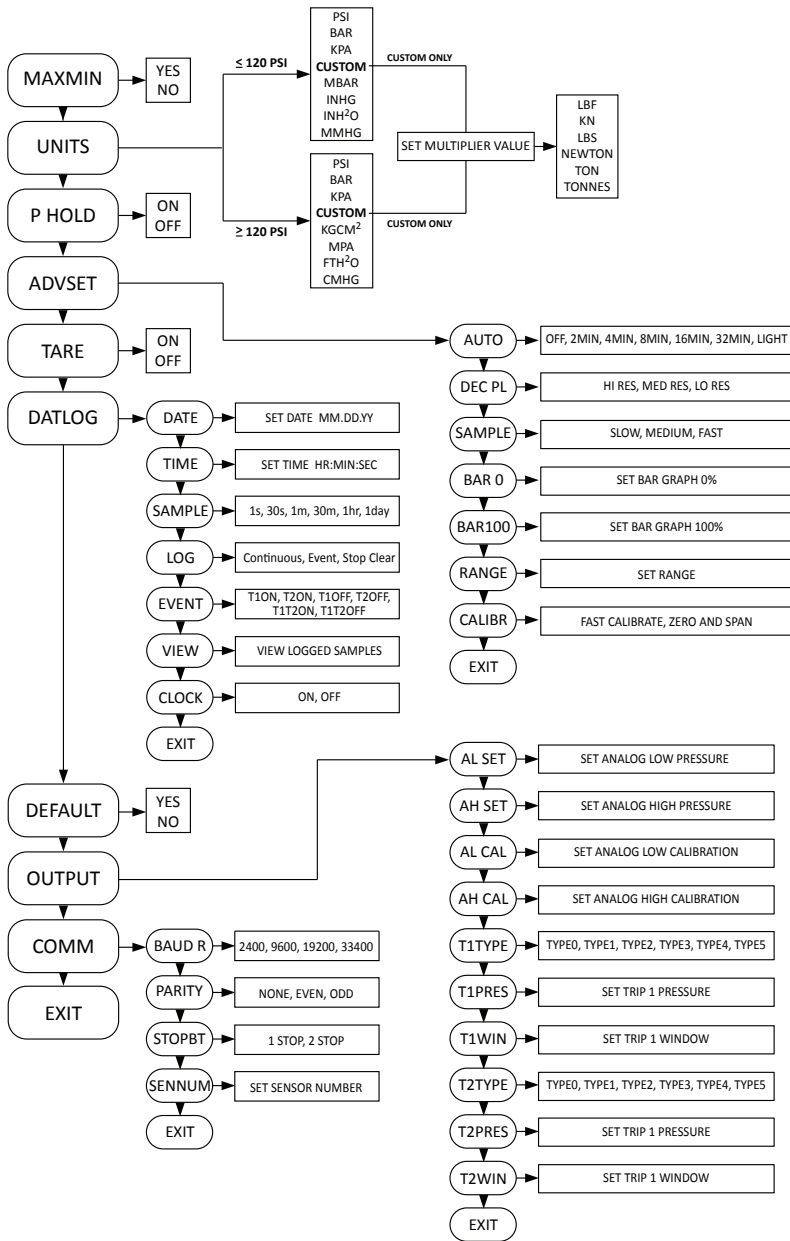 MAXMIN
YES
NO
UNITS
≤ 120 PSI
PSI
BAR
KPA
CUSTOM
MBAR
INHG
INH²O
MMHG
CUSTOM ONLY
≥ 120 PSI
PSI
BAR
KPA
CUSTOM
KGCM²
MPA
FTH²O
CMHG
CUSTOM ONLY
SET MULTIPLIER VALUE
LBF
KN
LBS
NEWTON
TON
TONNES
P HOLD
ON
OFF
ADVSET
AUTO
OFF, 2MIN, 4MIN, 8MIN, 16MIN, 32MIN, LIGHT
DEC PL
HI RES, MED RES, LO RES
SAMPLE
SLOW, MEDIUM, FAST
BAR 0
SET BAR GRAPH 0%
BAR100
SET BAR GRAPH 100%
RANGE
SET RANGE
CALIBR
FAST CALIBRATE, ZERO AND SPAN
EXIT
TARE
ON
OFF
DATLOG
DATE
SET DATE MM.DD.YY
TIME
SET TIME HR:MIN:SEC
SAMPLE
1s, 30s, 1m, 30m, 1hr, 1day
LOG
Continuous, Event, Stop Clear
EVENT
T1ON, T2ON, T1OFF, T2OFF,
T1T2ON, T1T2OFF
VIEW
VIEW LOGGED SAMPLES
CLOCK
ON, OFF
EXIT
DEFAULT
YES
NO
OUTPUT
AL SET
SET ANALOG LOW PRESSURE
AH SET
SET ANALOG HIGH PRESSURE
AL CAL
SET ANALOG LOW CALIBRATION
AH CAL
SET ANALOG HIGH CALIBRATION
T1TYPE
TYPE0, TYPE1, TYPE2, TYPE3, TYPE4, TYPE5
T1PRES
SET TRIP 1 PRESSURE
T1WIN
SET TRIP 1 WINDOW
T2TYPE
TYPE0, TYPE1, TYPE2, TYPE3, TYPE4, TYPE5
T2PRES
SET TRIP 1 PRESSURE
T2WIN
SET TRIP 1 WINDOW
EXIT
COMM
BAUD R
2400, 9600, 19200, 33400
PARITY
NONE, EVEN, ODD
STOPBT
1 STOP, 2 STOP
SENNUM
SET SENSOR NUMBER
EXIT
EXIT